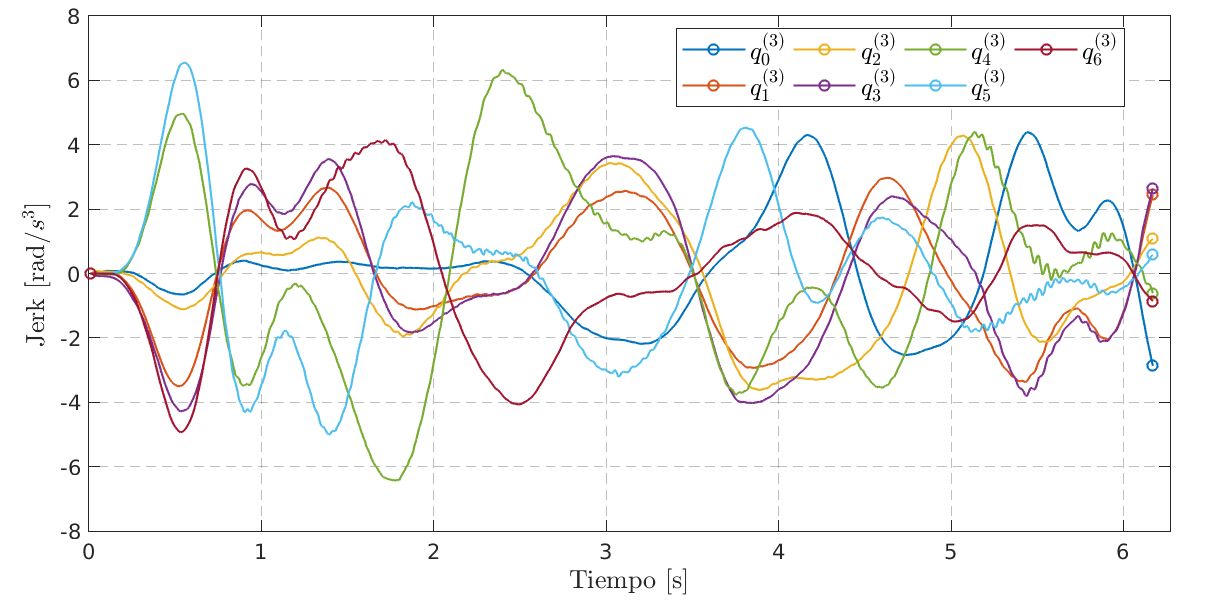 8
6
4
2
0
-2
-4
-6
-8
Jerk [rad/s³]
q₀⁽³⁾ q₂⁽³⁾ q₄⁽³⁾ q₆⁽³⁾
q₁⁽³⁾ q₃⁽³⁾ q₅⁽³⁾
0 1 2 3 4 5 6
Tiempo [s]